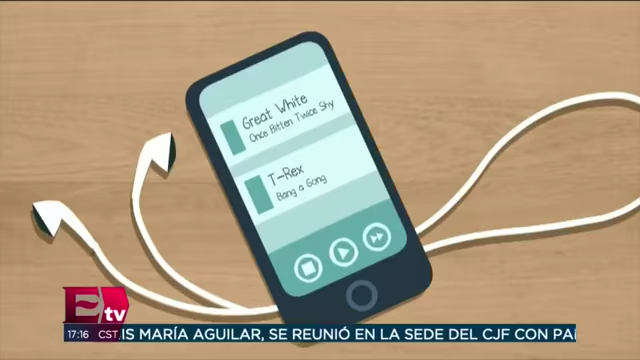 Great White
Once Bitten Twice Shy
T-Rex
Bang a Gong
tv
17:16 CST
IS MARÍA AGUILAR, SE REUNIÓ EN LA SEDE DEL CJF CON